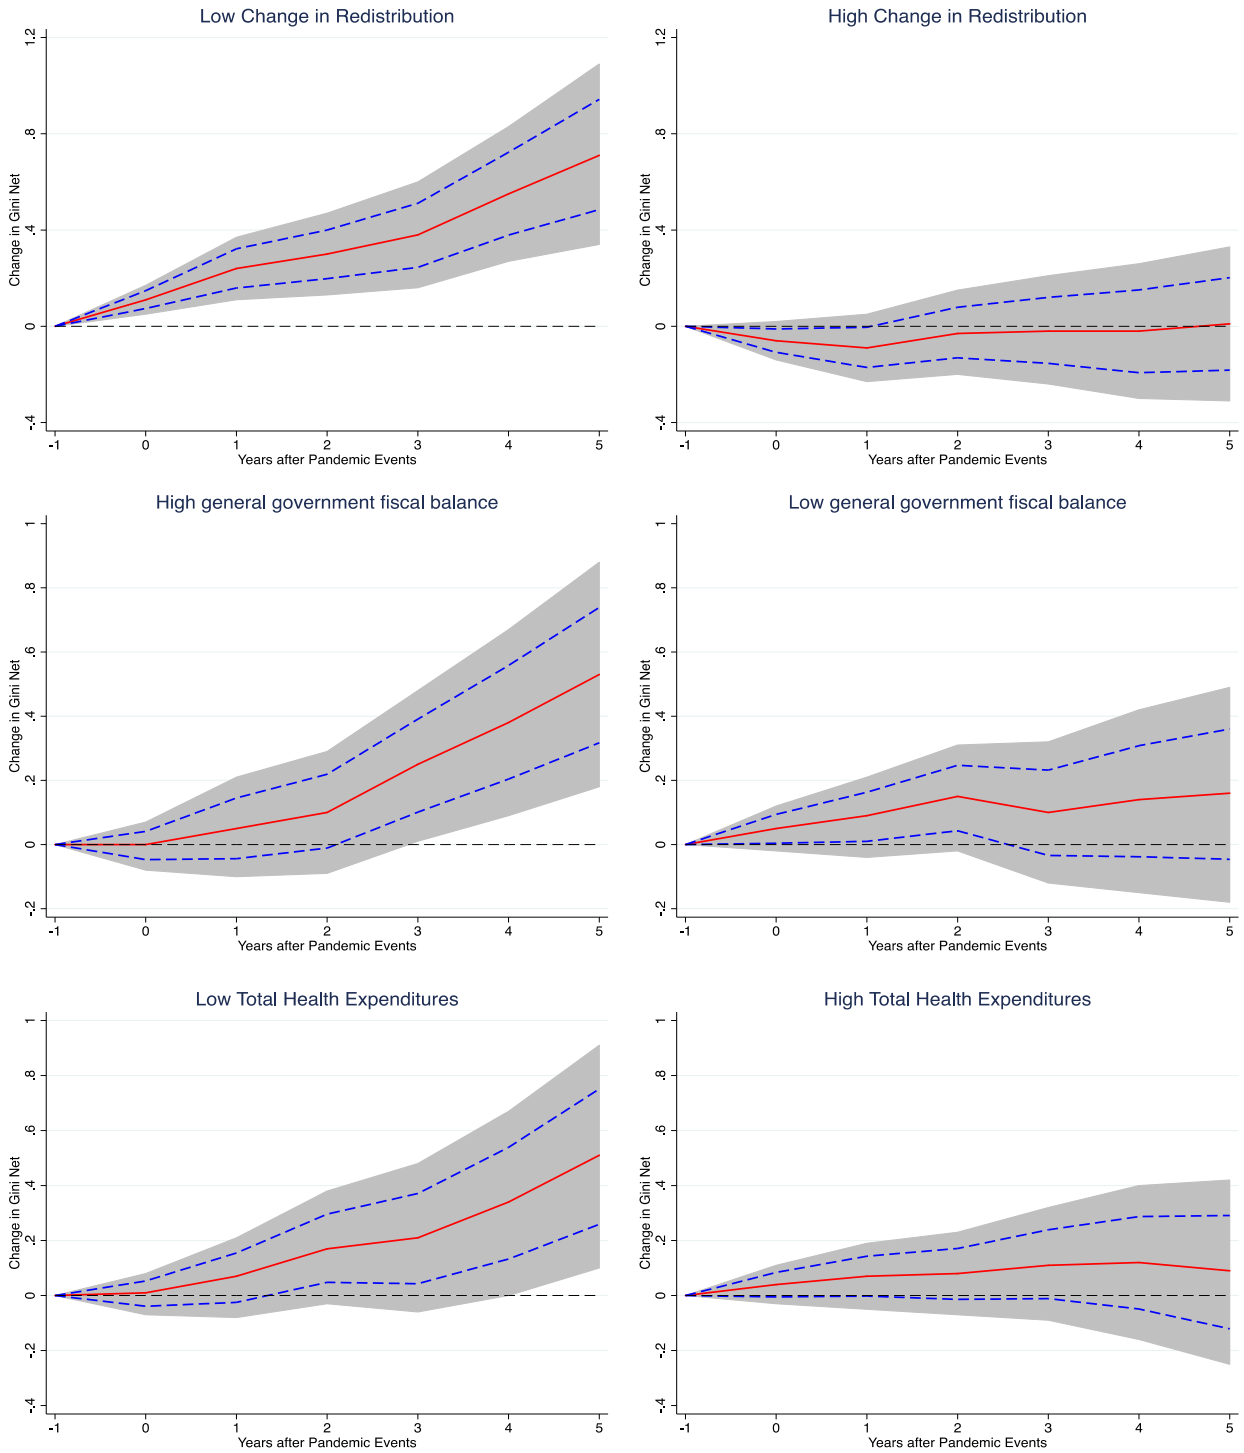 Low Change in Redistribution
Change in Gini Net
1.2
.8
.4
0
-.4
-1 0 1 2 3 4 5
Years after Pandemic Events
High Change in Redistribution
Change in Gini Net
1.2
.8
.4
0
-.4
-1 0 1 2 3 4 5
Years after Pandemic Events
High general government fiscal balance
Change in Gini Net
1
.8
.6
.4
.2
0
-.2
-1 0 1 2 3 4 5
Years after Pandemic Events
Low general government fiscal balance
Change in Gini Net
1
.8
.6
.4
.2
0
-.2
-1 0 1 2 3 4 5
Years after Pandemic Events
Low Total Health Expenditures
Change in Gini Net
1
.8
.6
.4
.2
0
-.2
-.4
-1 0 1 2 3 4 5
Years after Pandemic Events
High Total Health Expenditures
Change in Gini Net
1
.8
.6
.4
.2
0
-.2
-.4
-1 0 1 2 3 4 5
Years after Pandemic Events